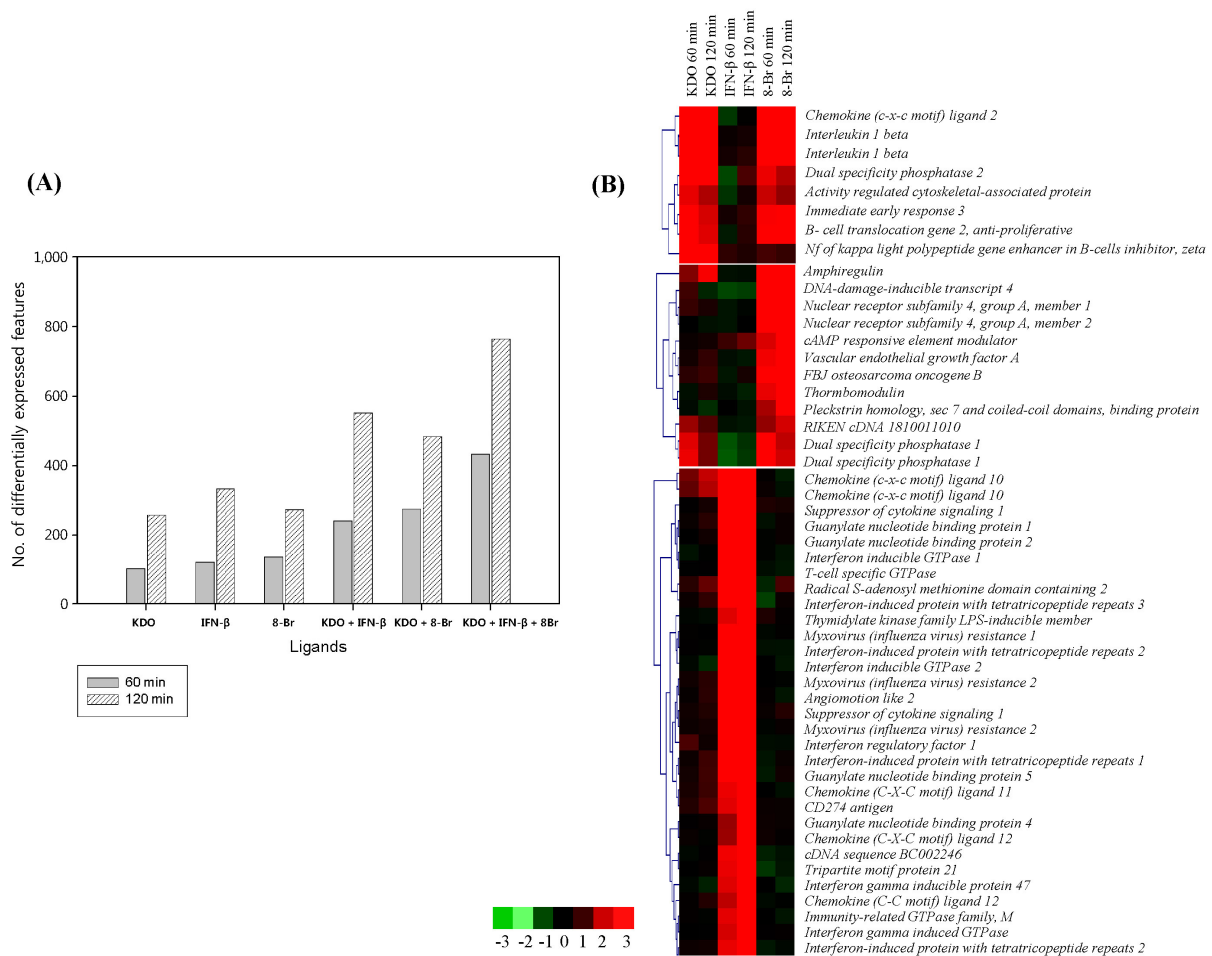 (A)
1,000
800
600
400
200
0
No. of differentially expressed features
KDO
IFN-β
8-Br
KDO + IFN-β
KDO + 8-Br
KDO + IFN-β + 8Br
Ligands
60 min
120 min
(B)
KDO 60 min
KDO 120 min
IFN-β 60 min
IFN-β 120 min
8-Br 60 min
8-Br 120 min
Chemokine (c-x-c motif) ligand 2
Interleukin 1 beta
Interleukin 1 beta
Dual specificity phosphatase 2
Activity regulated cytoskeletal-associated protein
Immediate early response 3
B- cell translocation gene 2, anti-proliferative
Nf of kappa light polypeptide gene enhancer in B-cells inhibitor, zeta
Amphiregulin
DNA-damage-inducible transcript 4
Nuclear receptor subfamily 4, group A, member 1
Nuclear receptor subfamily 4, group A, member 2
cAMP responsive element modulator
Vascular endothelial growth factor A
FBJ osteosarcoma oncogene B
Thormbomodulin
Pleckstrin homology, sec 7 and coiled-coil domains, binding protein
RIKEN cDNA 1810011010
Dual specificity phosphatase 1
Dual specificity phosphatase 1
Chemokine (c-x-c motif) ligand 10
Chemokine (c-x-c motif) ligand 10
Suppressor of cytokine signaling 1
Guanylate nucleotide binding protein 1
Guanylate nucleotide binding protein 2
Interferon inducible GTPase 1
T-cell specific GTPase
Radical S-adenosyl methionine domain containing 2
Interferon-induced protein with tetratricopeptide repeats 3
Thymidylate kinase family LPS-inducible member
Myxovirus (influenza virus) resistance 1
Interferon-induced protein with tetratricopeptide repeats 2
Interferon inducible GTPase 2
Myxovirus (influenza virus) resistance 2
Angiomotion like 2
Suppressor of cytokine signaling 1
Myxovirus (influenza virus) resistance 2
Interferon regulatory factor 1
Interferon-induced protein with tetratricopeptide repeats 1
Guanylate nucleotide binding protein 5
Chemokine (C-X-C motif) ligand 11
CD274 antigen
Guanylate nucleotide binding protein 4
Chemokine (C-X-C motif) ligand 12
cDNA sequence BC002246
Tripartite motif protein 21
Interferon gamma inducible protein 47
Chemokine (C-C motif) ligand 12
Immunity-related GTPase family, M
Interferon gamma induced GTPase
Interferon-induced protein with tetratricopeptide repeats 2
-3 -2 -1 0 1 2 3